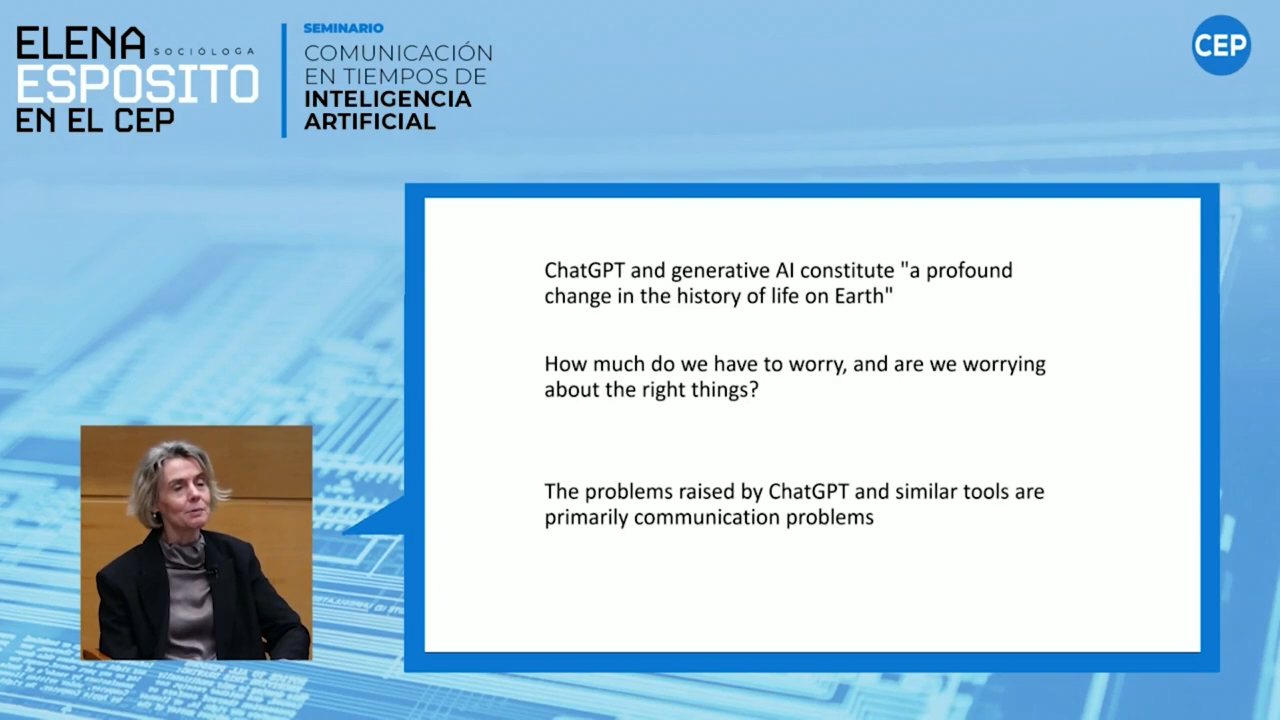 ELENA
SOCIÓLOGA
ESPOSITO
EN EL CEP
SEMINARIO
COMUNICACIÓN
EN TIEMPOS DE
INTELIGENCIA
ARTIFICIAL
CEP
ChatGPT and generative AI constitute "a profound
change in the history of life on Earth"
How much do we have to worry, and are we worrying
about the right things?
The problems raised by ChatGPT and similar tools are
primarily communication problems